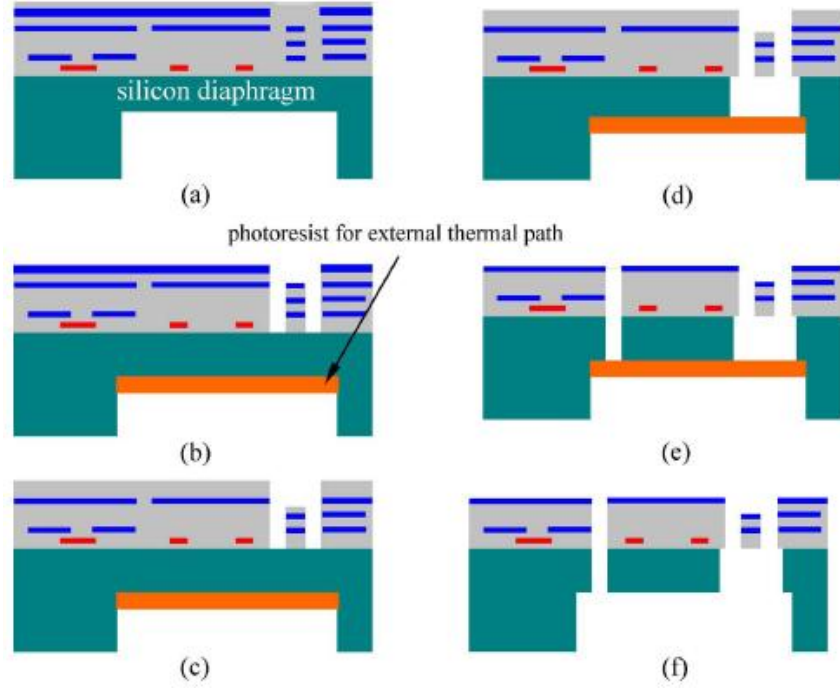 silicon diaphragm
(a)
(d)
photoresist for external thermal path
(b)
(e)
(c)
(f)